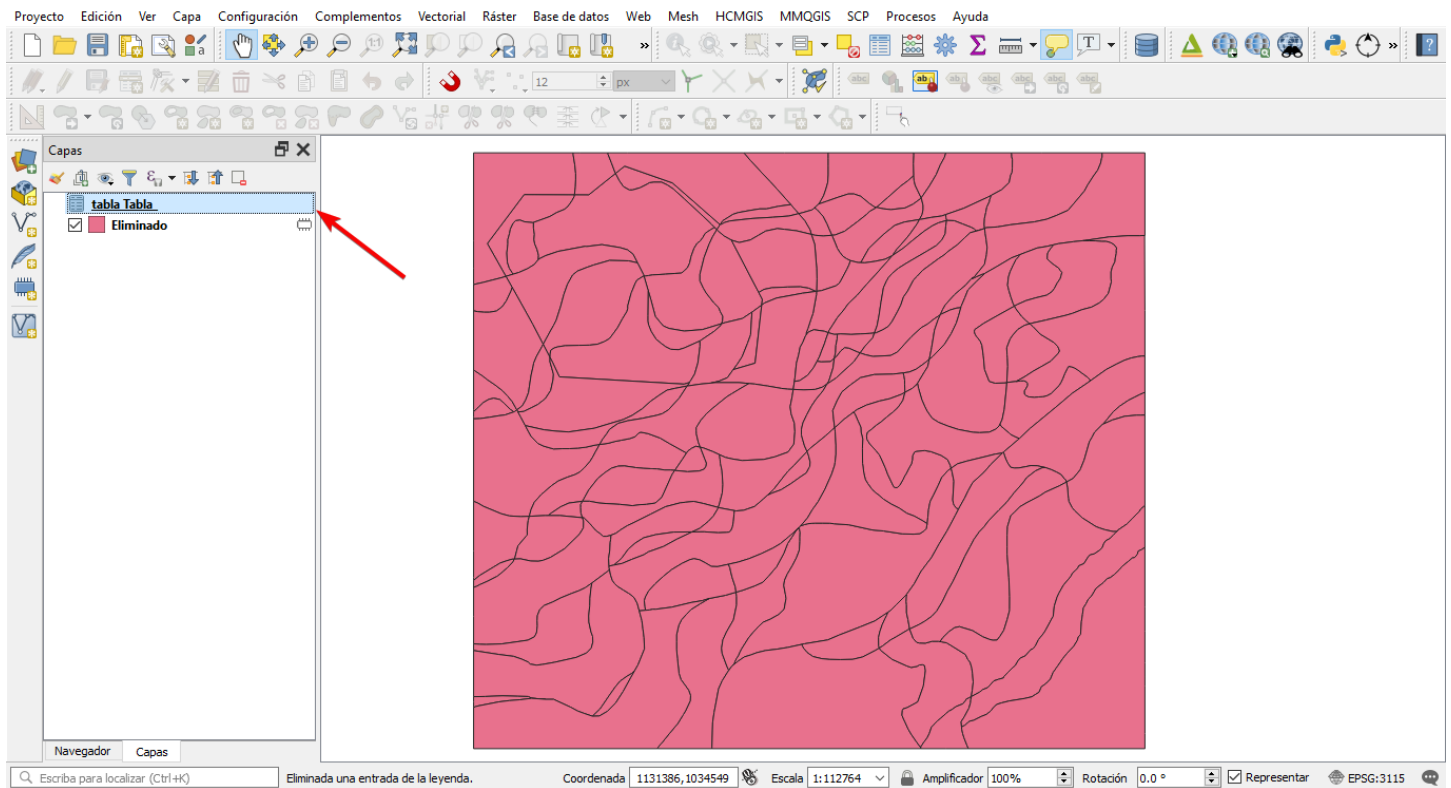 Proyecto Edición Ver Capa Configuración Complementos Vectorial Ráster Base de datos Web Mesh HCMGIS MMQGIS SCP Procesos Ayuda
12 px
Capas
tabla Tabla_
Eliminado
Navegador Capas
Escriba para localizar (Ctrl+K) Eliminada una entrada de la leyenda. Coordenada 1131386,1034549 Escala 1:112764 Amplificador 100% Rotación 0.0 ° Representar EPSG:3115